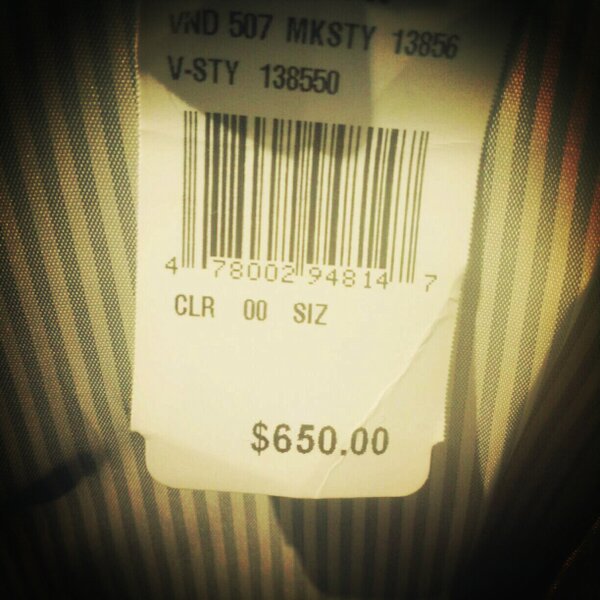 VND 507 MKSTY 13856
V-STY 138550
4 78002 94814 7
CLR 00 SIZ
$650.00